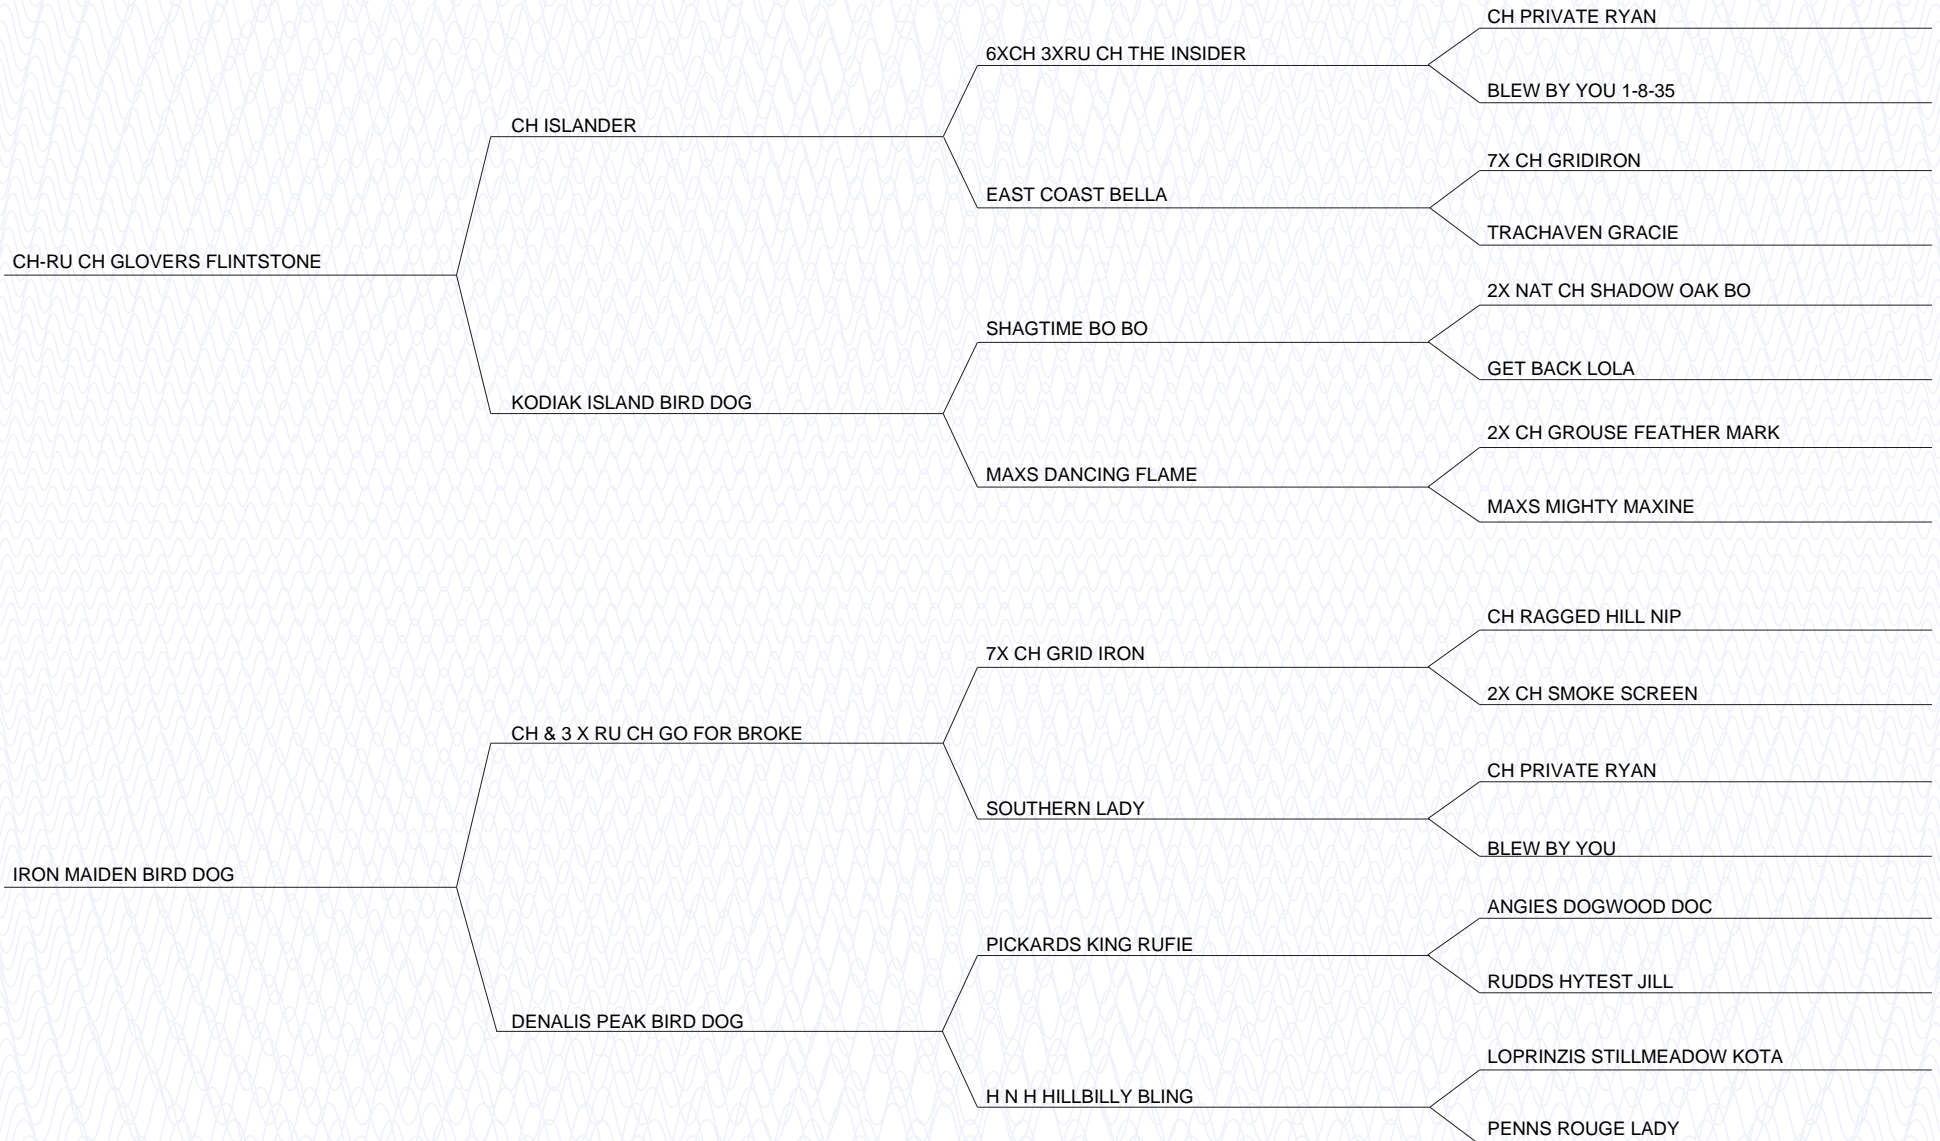 CH PRIVATE RYAN
6XCH 3XRU CH THE INSIDER
BLEW BY YOU 1-8-35
CH ISLANDER
7X CH GRIDIRON
EAST COAST BELLA
TRACHAVEN GRACIE
CH-RU CH GLOVERS FLINTSTONE
2X NAT CH SHADOW OAK BO
SHAGTIME BO BO
GET BACK LOLA
KODIAK ISLAND BIRD DOG
2X CH GROUSE FEATHER MARK
MAXS DANCING FLAME
MAXS MIGHTY MAXINE
CH RAGGED HILL NIP
7X CH GRID IRON
2X CH SMOKE SCREEN
CH & 3 X RU CH GO FOR BROKE
CH PRIVATE RYAN
SOUTHERN LADY
BLEW BY YOU
IRON MAIDEN BIRD DOG
ANGIES DOGWOOD DOC
PICKARDS KING RUFIE
RUDDS HYTEST JILL
DENALIS PEAK BIRD DOG
LOPRINZIS STILLMEADOW KOTA
H N H HILLBILLY BLING
PENNS ROUGE LADY